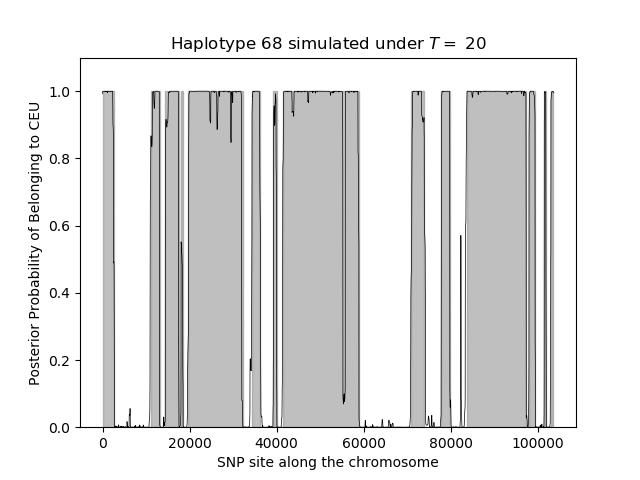 Haplotype 68 simulated under T = 20
Posterior Probability of Belonging to CEU
1.0
0.8
0.6
0.4
0.2
0.0
0 20000 40000 60000 80000 100000
SNP site along the chromosome